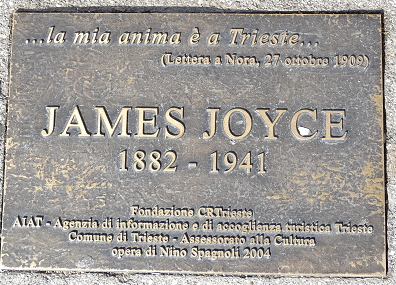 ...la mia anima è a Trieste...
(Lettera a Nora, 27 ottobre 1909)
JAMES JOYCE
1882 - 1941
Fondazione CRTrieste
AIAT - Agenzia di informazione e di accoglienza turistica Trieste
Comune di Trieste - Assessorato alla Cultura
opera di Nino Spagnoli 2004